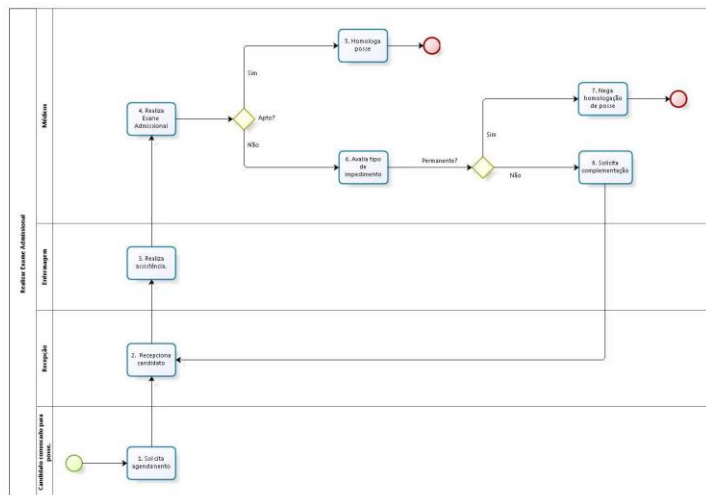 Realizar Exame Admissional
Médicos
5. Homologa
posse
Sim
4. Realiza
Exame
Admissional
Apto?
Não
6. Avalia tipo
de
impedimento
Permanente?
Sim
7. Nega
homologação
de posse
Não
6. Solicita
complementação
Enfermagem
3. Realiza
assistência.
Recepção
2. Recepciona
candidato
Candidato convocado para
posse.
1. Solicita
agendamento